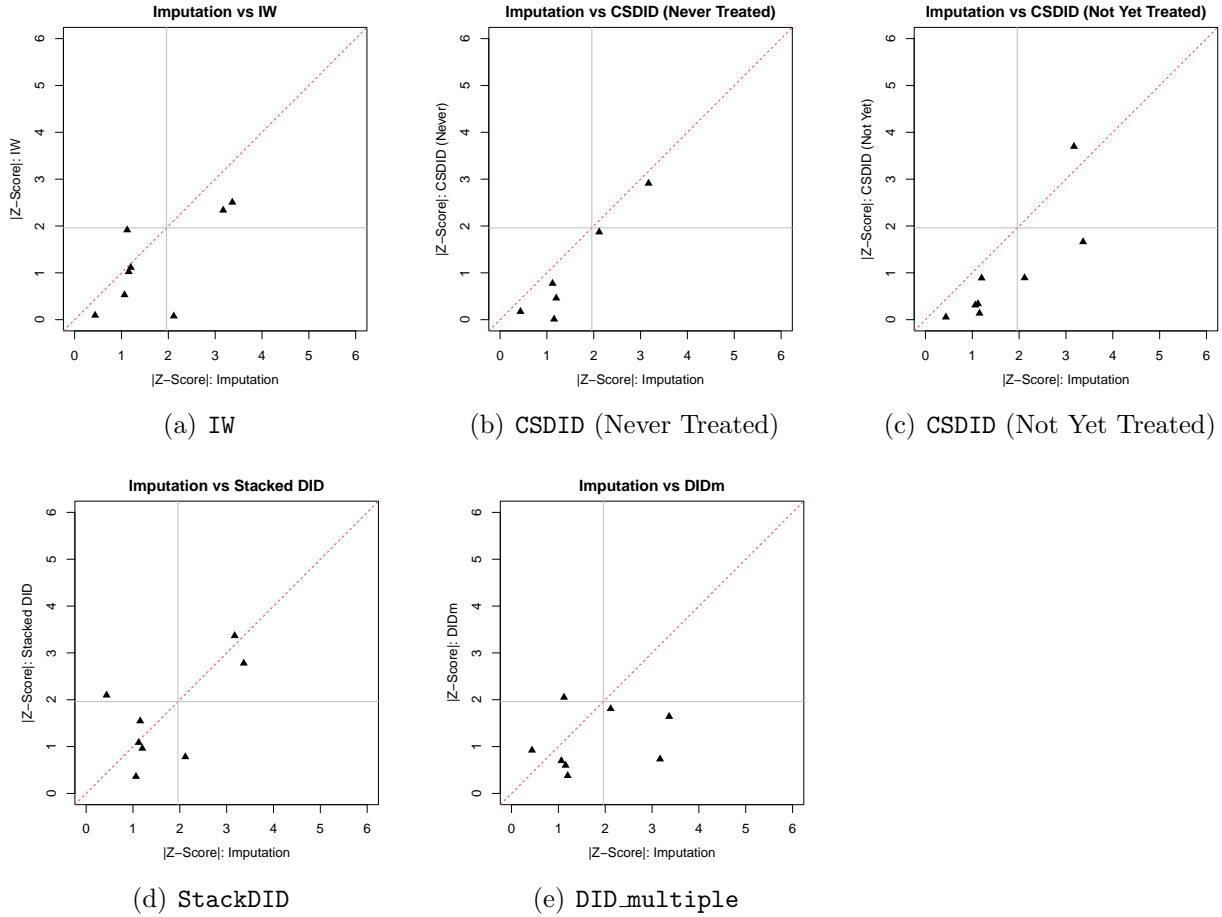 Imputation vs IW
|Z−Score|: IW
6
5
4
3
2
1
0
0 1 2 3 4 5 6
|Z−Score|: Imputation
(a) IW
Imputation vs CSDID (Never Treated)
|Z−Score|: CSDID (Never)
6
5
4
3
2
1
0
0 1 2 3 4 5 6
|Z−Score|: Imputation
(b) CSDID (Never Treated)
Imputation vs CSDID (Not Yet Treated)
|Z−Score|: CSDID (Not Yet)
6
5
4
3
2
1
0
0 1 2 3 4 5 6
|Z−Score|: Imputation
(c) CSDID (Not Yet Treated)
Imputation vs Stacked DID
|Z−Score|: Stacked DID
6
5
4
3
2
1
0
0 1 2 3 4 5 6
|Z−Score|: Imputation
(d) StackDID
Imputation vs DIDm
|Z−Score|: DIDm
6
5
4
3
2
1
0
0 1 2 3 4 5 6
|Z−Score|: Imputation
(e) DID_multiple